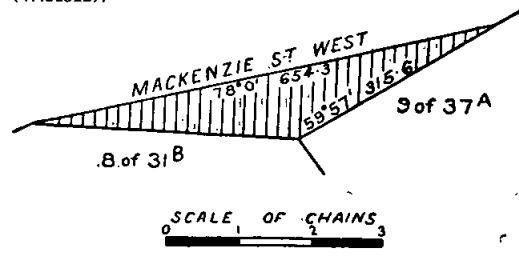 MACKENZIE ST WEST
78°0' 654.3
59°57' 315.6
9 of 37A
8. of 31B
SCALE OF CHAINS
0 1 2 3